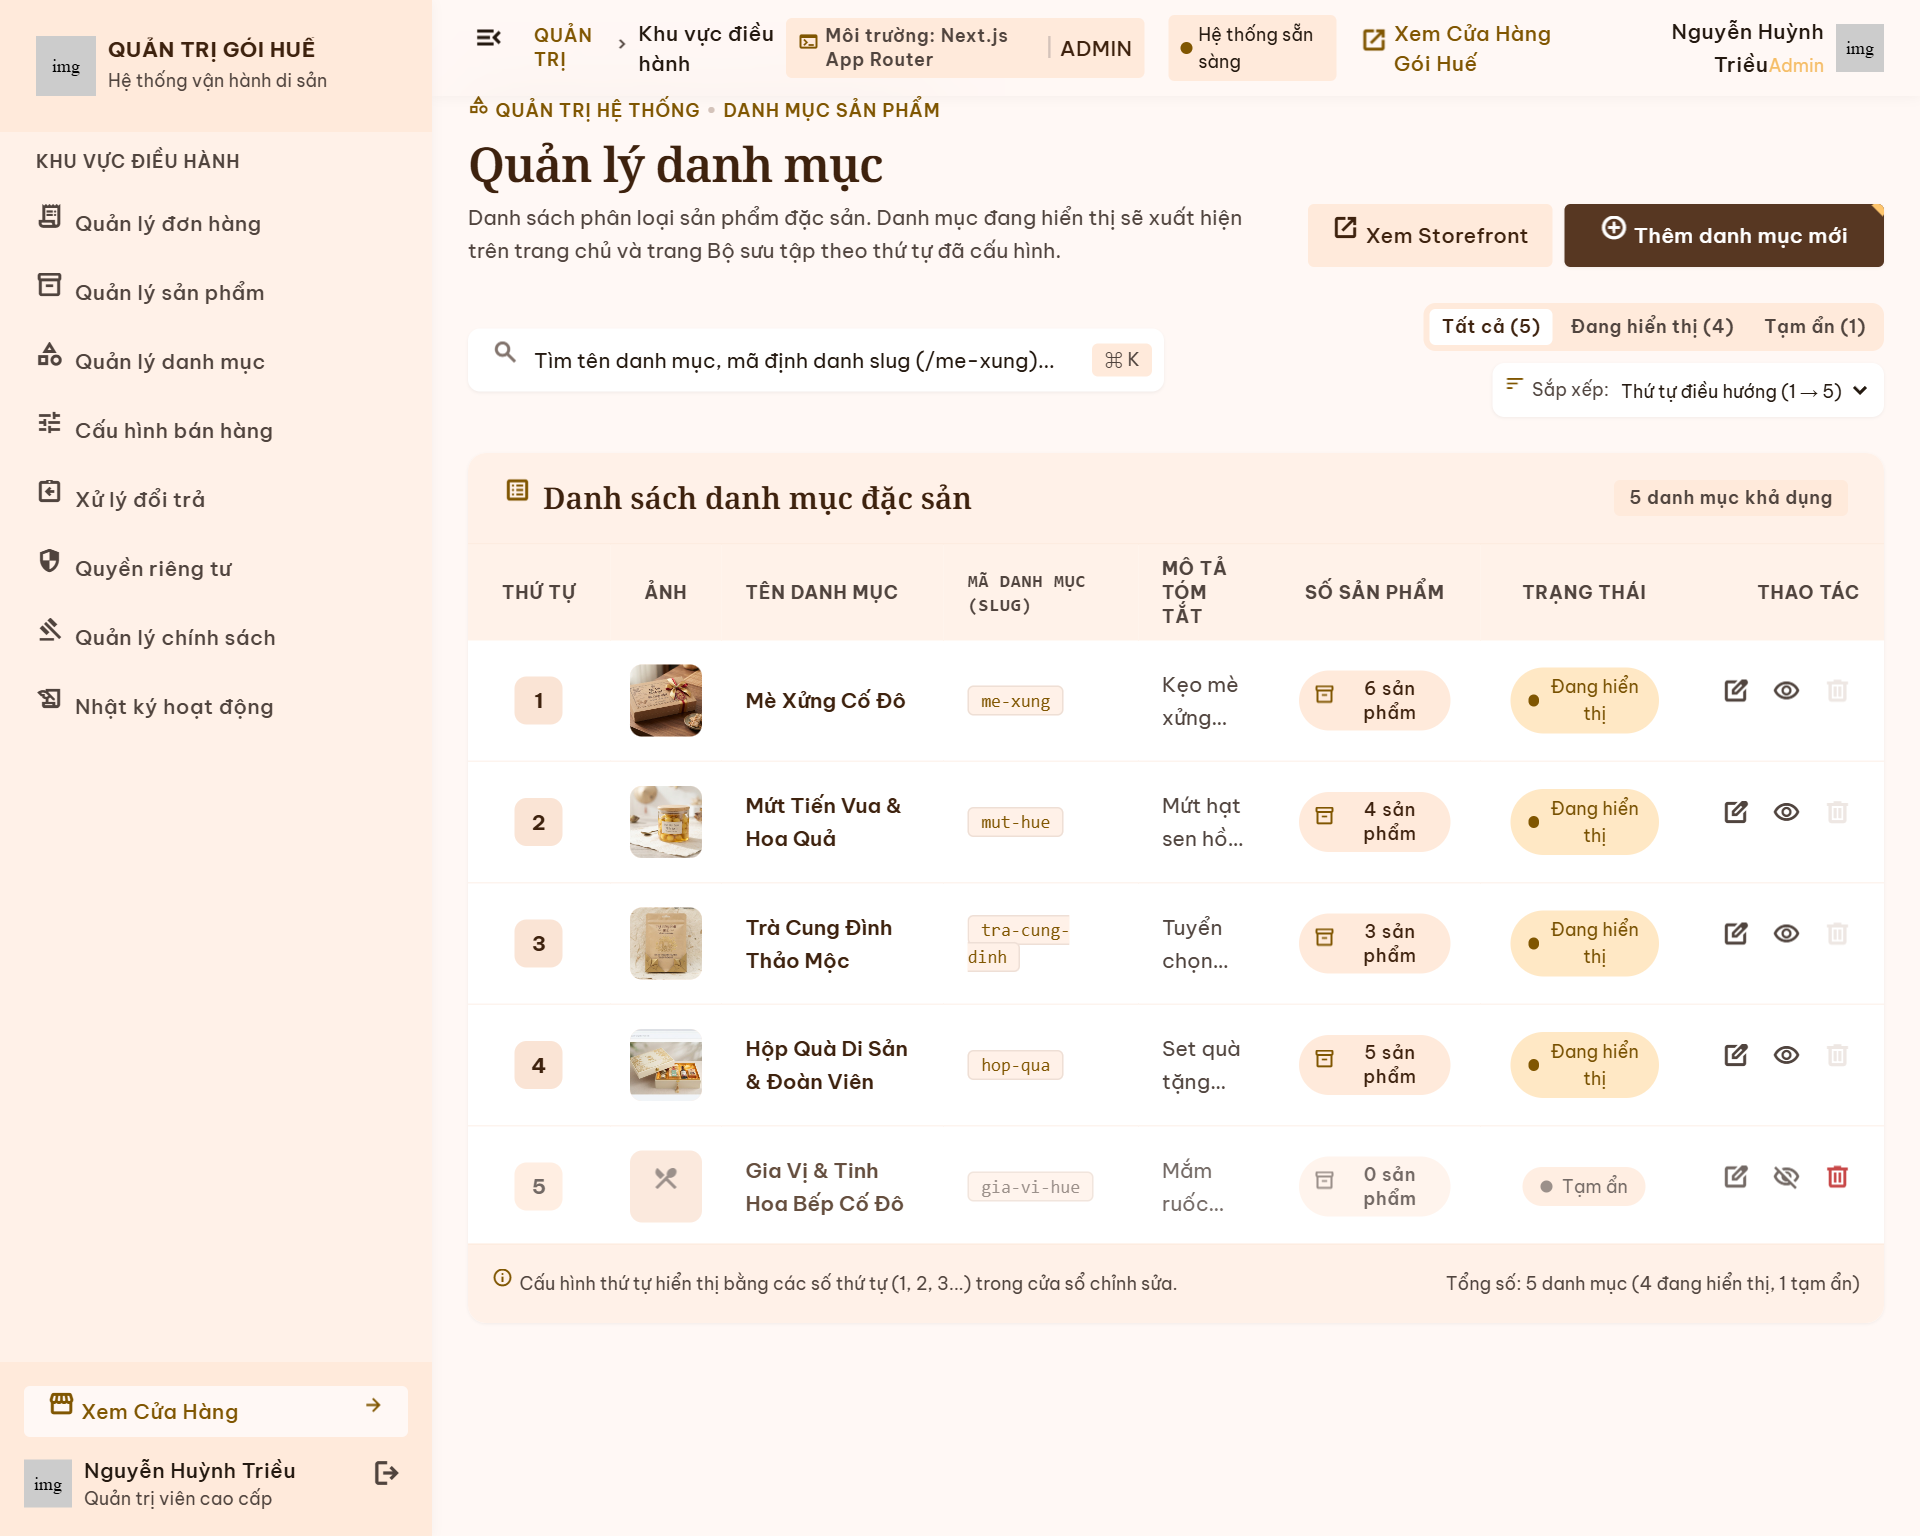 img
QUẢN TRỊ GÓI HUẾ
Hệ thống vận hành di sản
KHU VỰC ĐIỀU HÀNH
Quản lý đơn hàng
Quản lý sản phẩm
Quản lý danh mục
Cấu hình bán hàng
Xử lý đổi trả
Quyền riêng tư
Quản lý chính sách
Nhật ký hoạt động
Xem Cửa Hàng
img
Nguyễn Huỳnh Triều
Quản trị viên cao cấp
QUẢN
TRỊ
Khu vực điều
hành
Môi trường: Next.js
App Router
ADMIN
Hệ thống sẵn
sàng
Xem Cửa Hàng
Gói Huế
Nguyễn Huỳnh
TriềuAdmin
img
QUẢN TRỊ HỆ THỐNG • DANH MỤC SẢN PHẨM
Quản lý danh mục
Danh sách phân loại sản phẩm đặc sản. Danh mục đang hiển thị sẽ xuất hiện
trên trang chủ và trang Bộ sưu tập theo thứ tự đã cấu hình.
Xem Storefront
Thêm danh mục mới
Tìm tên danh mục, mã định danh slug (/me-xung)...
⌘ K
Tất cả (5)
Đang hiển thị (4)
Tạm ẩn (1)
Sắp xếp:
Thứ tự điều hướng (1 → 5)
Danh sách danh mục đặc sản
5 danh mục khả dụng
THỨ TỰ
ẢNH
TÊN DANH MỤC
MÃ DANH MỤC
(SLUG)
MÔ TẢ
TÓM
TẮT
SỐ SẢN PHẨM
TRẠNG THÁI
THAO TÁC
1
Mè Xửng Cố Đô
me-xung
Kẹo mè
xửng...
6 sản
phẩm
Đang hiển
thị
2
Mứt Tiến Vua &
Hoa Quả
mut-hue
Mứt hạt
sen hồ...
4 sản
phẩm
Đang hiển
thị
3
Trà Cung Đình
Thảo Mộc
tra-cung-
dinh
Tuyển
chọn...
3 sản
phẩm
Đang hiển
thị
4
Hộp Quà Di Sản
& Đoàn Viên
hop-qua
Set quà
tặng...
5 sản
phẩm
Đang hiển
thị
5
Gia Vị & Tinh
Hoa Bếp Cố Đô
gia-vi-hue
Mắm
ruốc...
0 sản
phẩm
Tạm ẩn
Cấu hình thứ tự hiển thị bằng các số thứ tự (1, 2, 3...) trong cửa sổ chỉnh sửa.
Tổng số: 5 danh mục (4 đang hiển thị, 1 tạm ẩn)